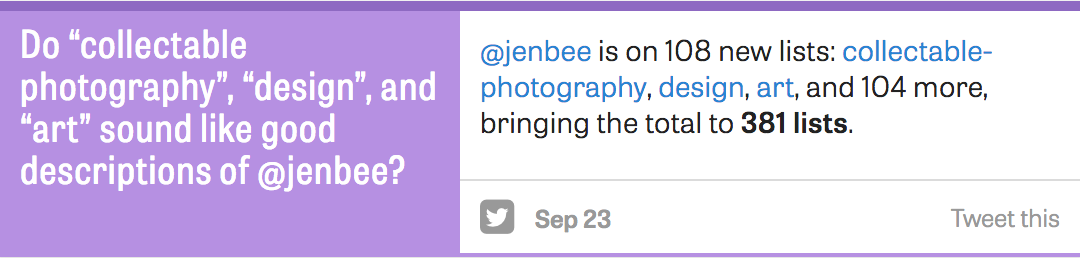 Do “collectable
photography”, “design”, and
“art” sound like good
descriptions of @jenbee?
@jenbee is on 108 new lists: collectable-
photography, design, art, and 104 more,
bringing the total to 381 lists.
Sep 23
Tweet this